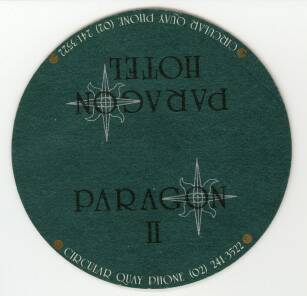 CIRCULAR QUAY PHONE (02) 241 3522
PARAGON
HOTEL
PARAGON
II
CIRCULAR QUAY PHONE (02) 241 3522